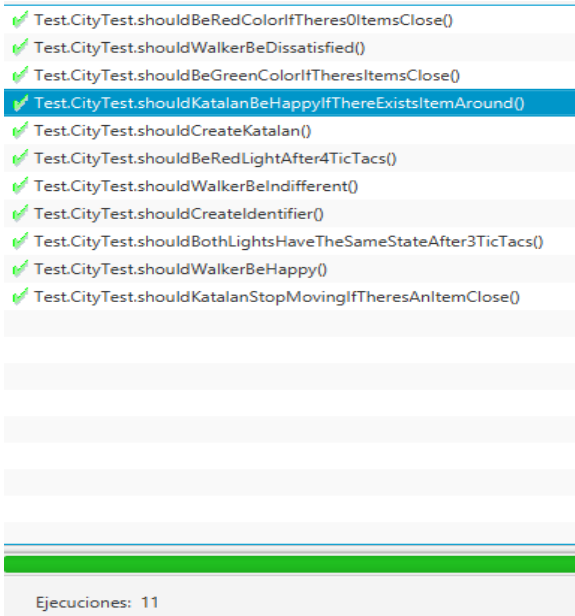 Test.CityTest.shouldBeRedColorIfTheres0ItemsClose()
Test.CityTest.shouldWalkerBeDissatisfied()
Test.CityTest.shouldBeGreenColorIfTheresItemsClose()
Test.CityTest.shouldKatalanBeHappyIfThereExistsItemAround()
Test.CityTest.shouldCreateKatalan()
Test.CityTest.shouldBeRedLightAfter4TicTacs()
Test.CityTest.shouldWalkerBeIndifferent()
Test.CityTest.shouldCreateIdentifier()
Test.CityTest.shouldBothLightsHaveTheSameStateAfter3TicTacs()
Test.CityTest.shouldWalkerBeHappy()
Test.CityTest.shouldKatalanStopMovingIfTheresAnItemClose()
Ejecuciones: 11